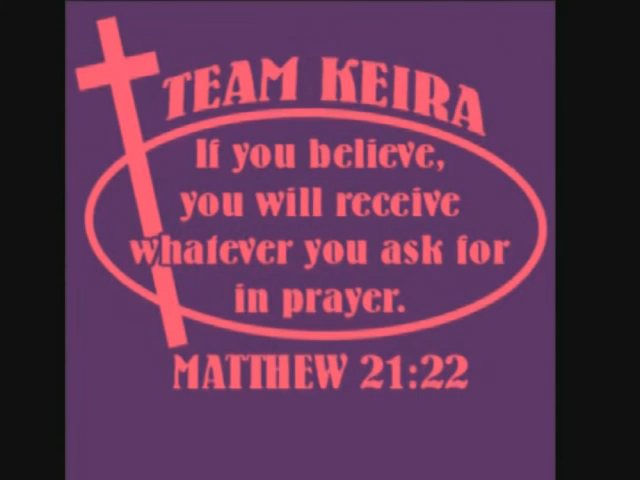 TEAM KEIRA
If you believe,
you will receive
whatever you ask for
in prayer.
MATTHEW 21:22